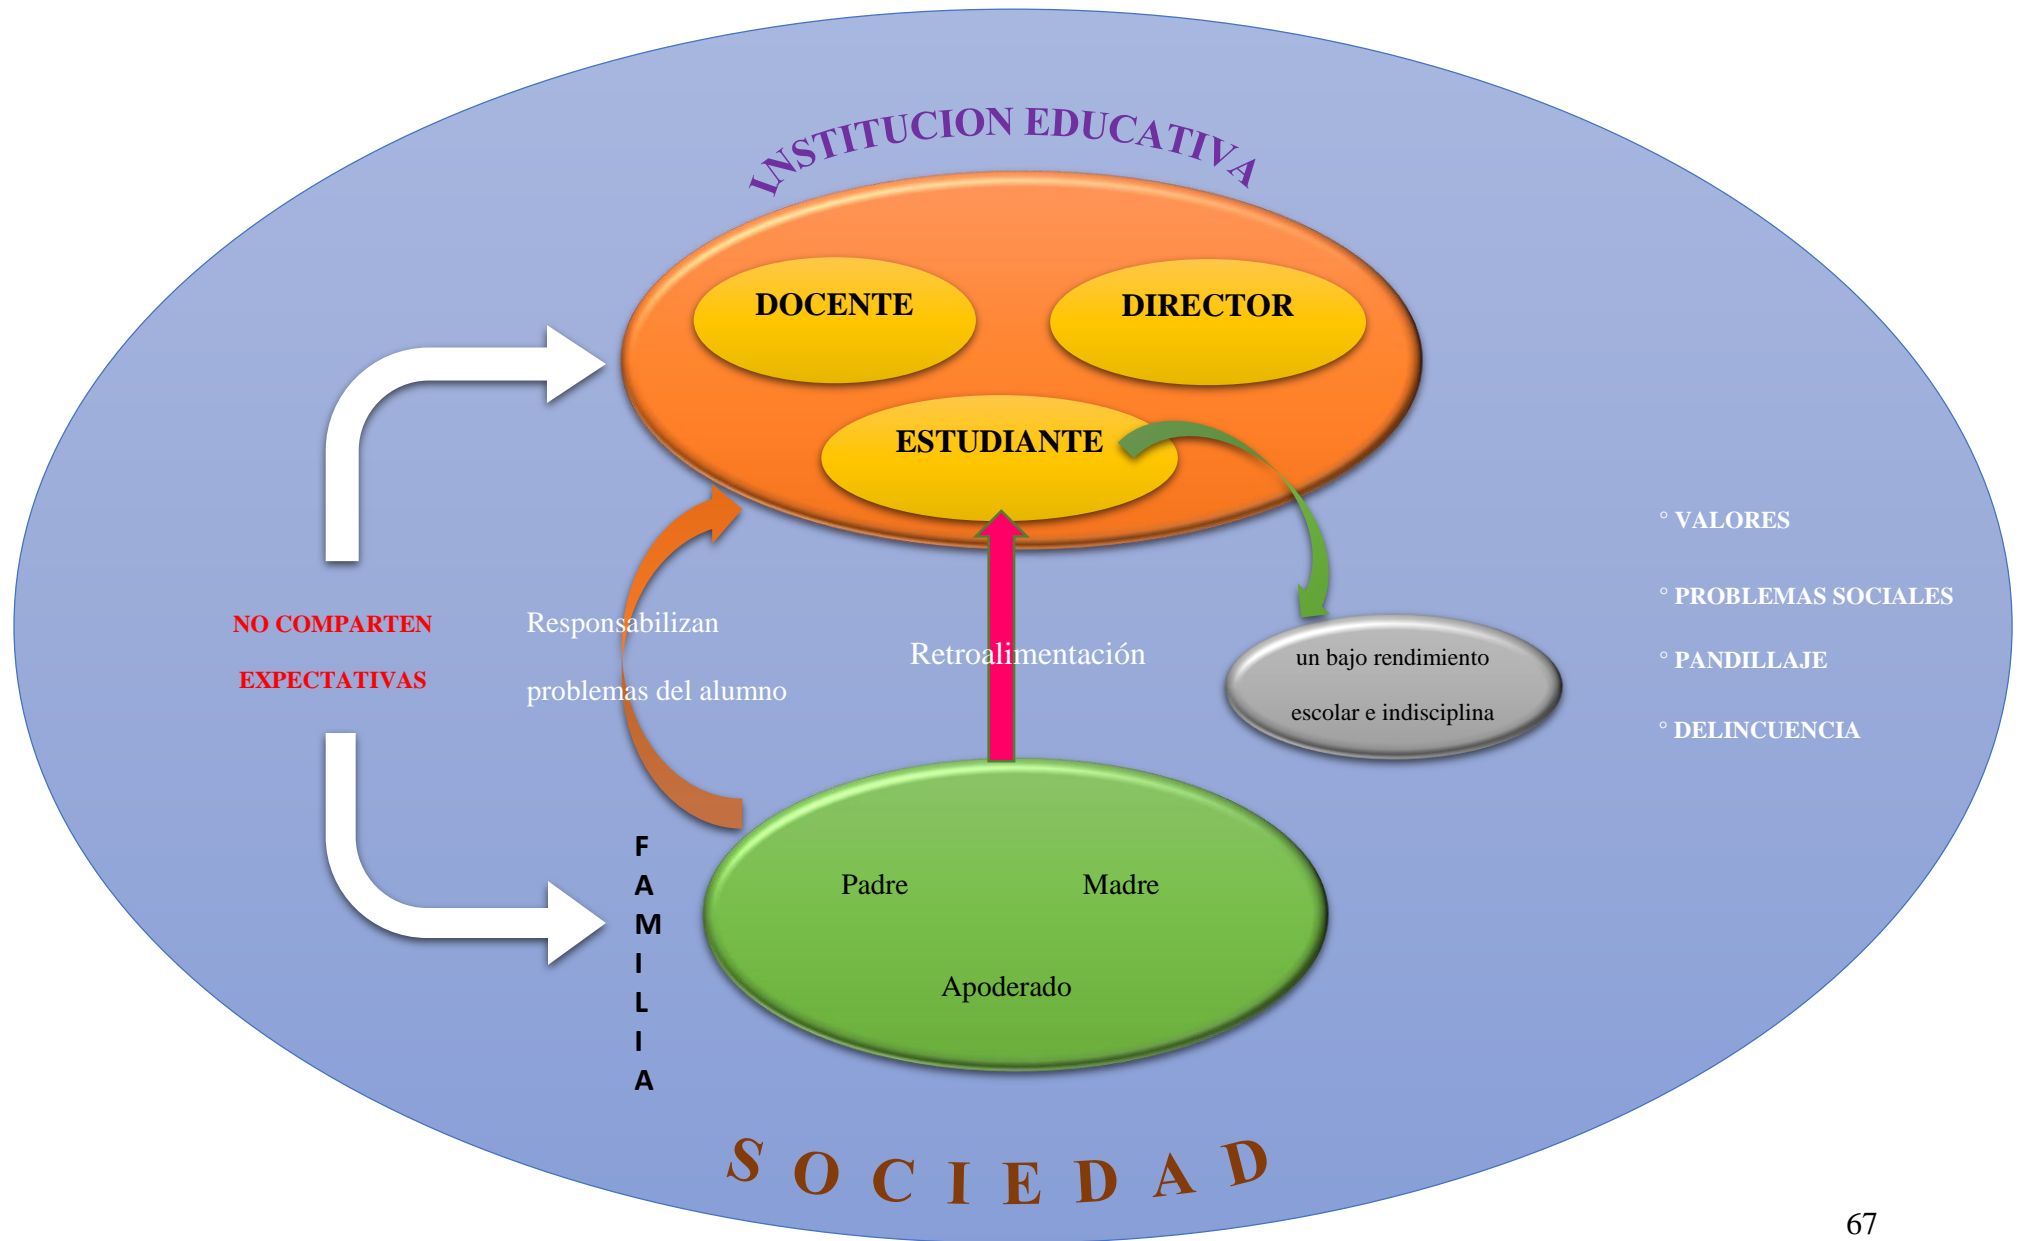 INSTITUCION EDUCATIVA
DOCENTE
DIRECTOR
ESTUDIANTE
NO COMPARTEN
EXPECTATIVAS
Responsabilizan
problemas del alumno
Retroalimentación
un bajo rendimiento
escolar e indisciplina
° VALORES
° PROBLEMAS SOCIALES
° PANDILLAJE
° DELINCUENCIA
F
A
M
I
L
I
A
Padre
Madre
Apoderado
S O C I E D A D
67